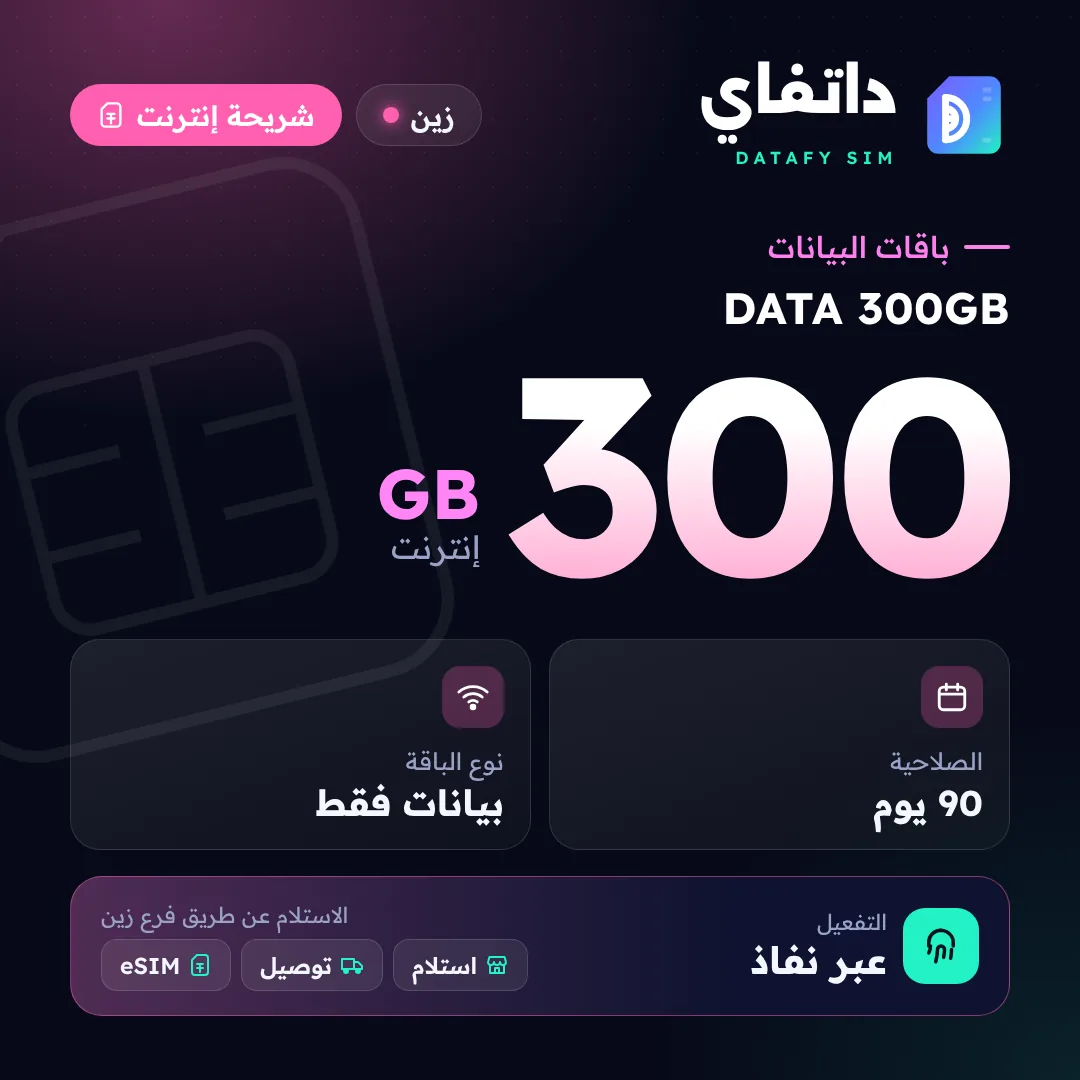 داتفاي
DATAFY SIM
زين
شريحة إنترنت
باقات البيانات
DATA 300GB
300
GB
إنترنت
الصلاحية
90 يوم
نوع الباقة
بيانات فقط
التفعيل
عبر نفاذ
الاستلام عن طريق فرع زين
استلام
توصيل
eSIM